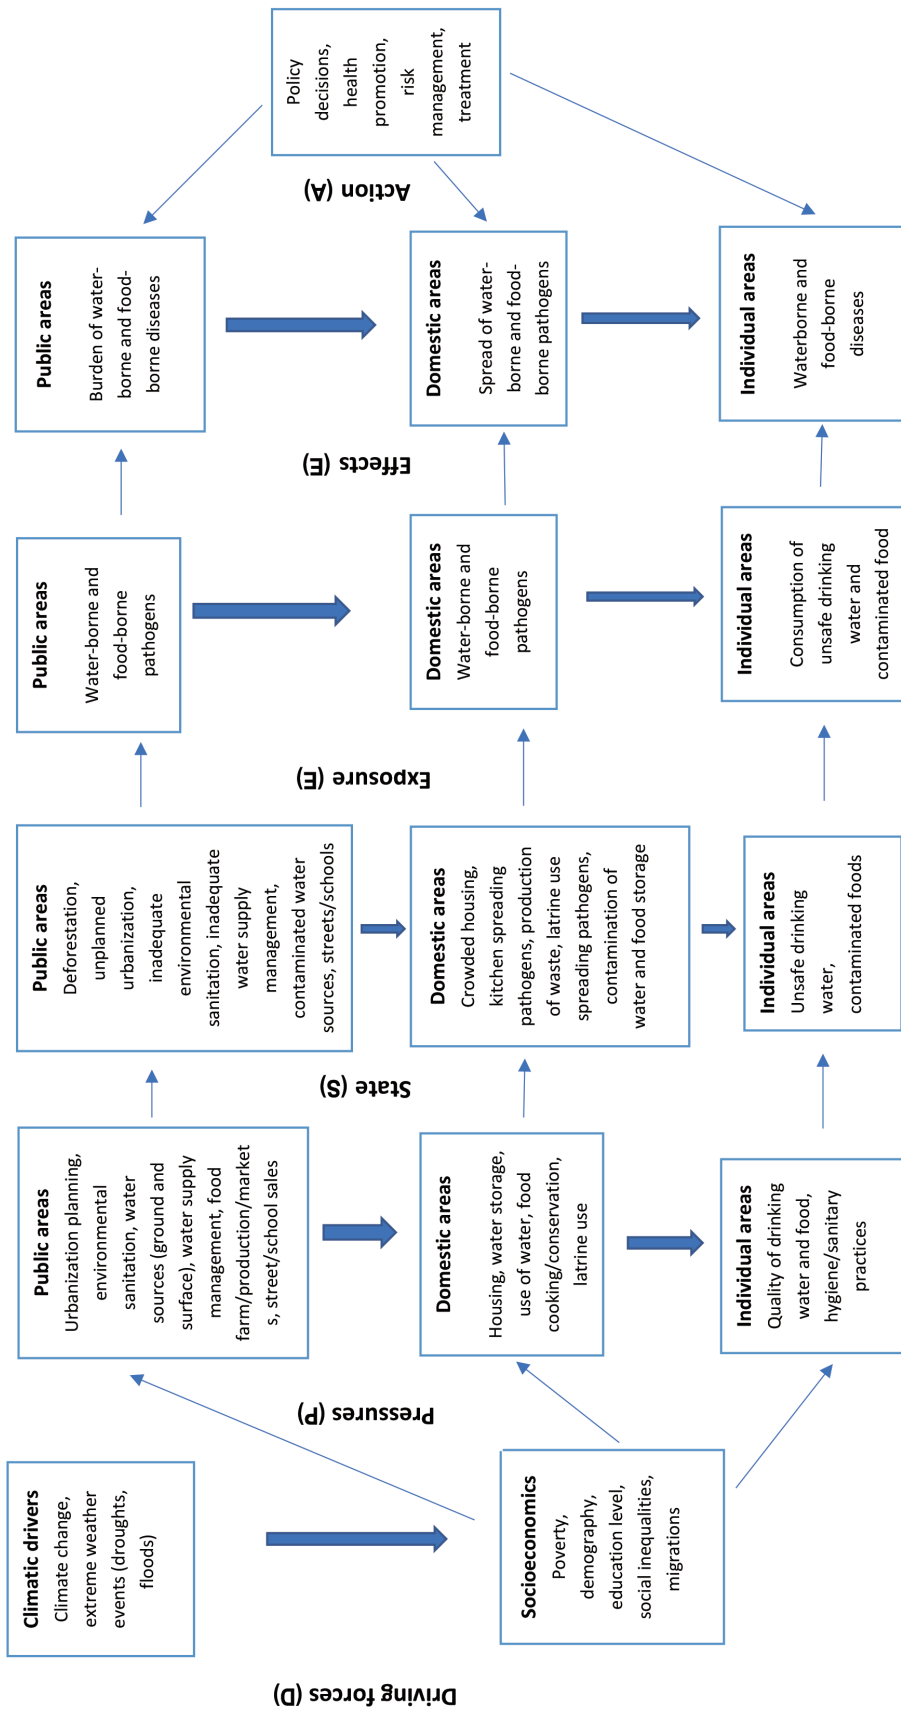 Driving forces (D)
Climatic drivers
Climate change,
extreme weather
events (droughts,
floods)
Socioeconomics
Poverty,
demography,
education level,
social inequalities,
migrations
Pressures (P)
Public areas
Urbanization planning,
environmental
sanitation, water
sources (ground and
surface), water supply
management, food
farm/production/market
s, street/school sales
Domestic areas
Housing, water storage,
use of water, food
cooking/conservation,
latrine use
Individual areas
Quality of drinking
water and food,
hygiene/sanitary
practices
State (S)
Public areas
Deforestation,
unplanned
urbanization,
inadequate
environmental
sanitation, inadequate
water supply
management,
contaminated water
sources, streets/schools
Domestic areas
Crowded housing,
kitchen spreading
pathogens, production
of waste, latrine use
spreading pathogens,
contamination of
water and food storage
Individual areas
Unsafe drinking
water,
contaminated foods
Exposure (E)
Public areas
Water-borne and
food-borne
pathogens
Domestic areas
Water-borne and
food-borne
pathogens
Individual areas
Consumption of
unsafe drinking
water and
contaminated food
Effects (E)
Public areas
Burden of water-
borne and food-
borne diseases
Domestic areas
Spread of water-
borne and food-
borne pathogens
Individual areas
Waterborne and
food-borne
diseases
Action (A)
Policy
decisions,
health
promotion,
risk
management,
treatment